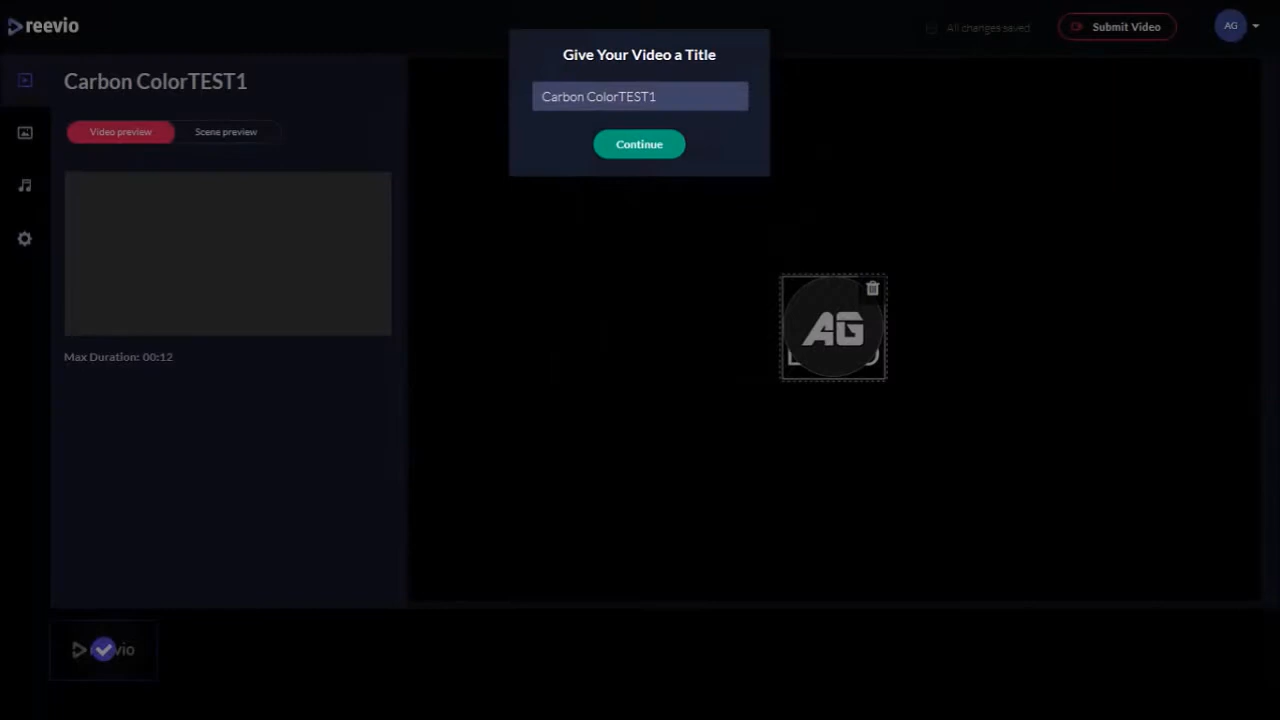 reevio
All changes saved
Submit Video
AG
Give Your Video a Title
Carbon ColorTEST1
Continue
Carbon ColorTEST1
Video preview
Scene preview
Max Duration: 00:12
AG